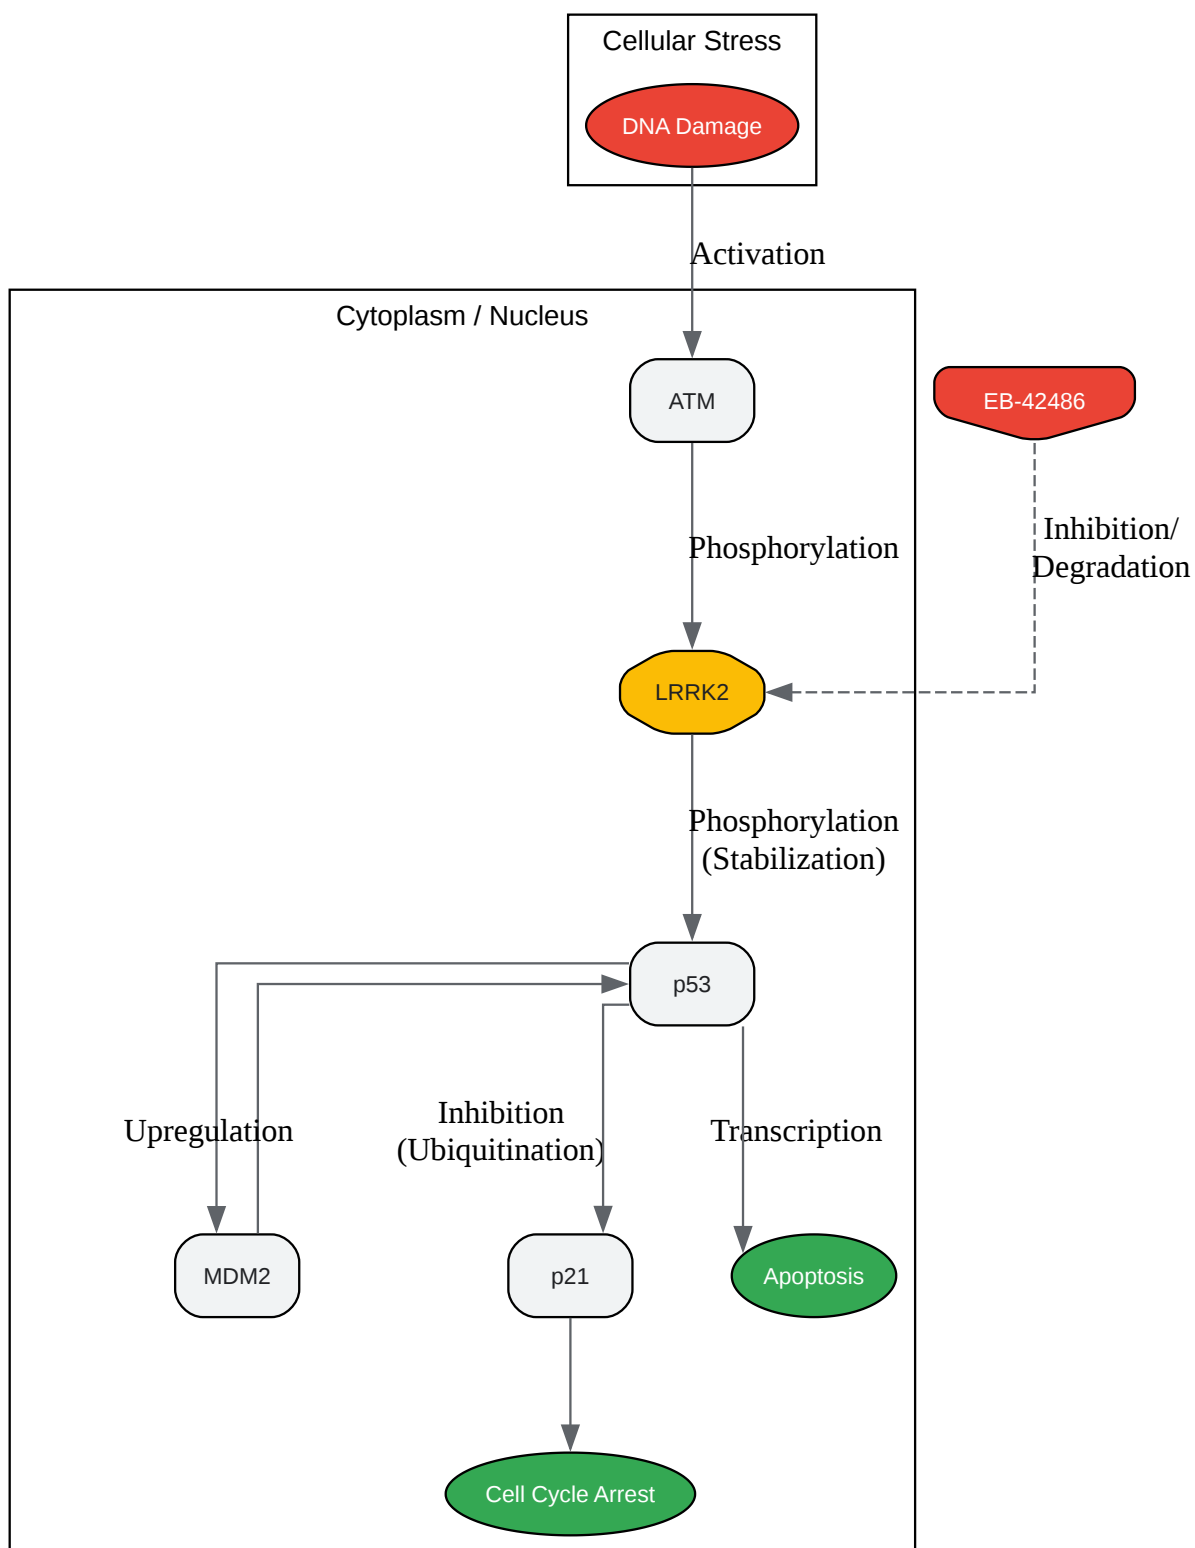 Cellular Stress
DNA Damage
Activation
Cytoplasm / Nucleus
ATM
EB-42486
Phosphorylation
Inhibition/
Degradation
LRRK2
Phosphorylation
(Stabilization)
p53
Upregulation
Inhibition
(Ubiquitination)
Transcription
MDM2
p21
Apoptosis
Cell Cycle Arrest